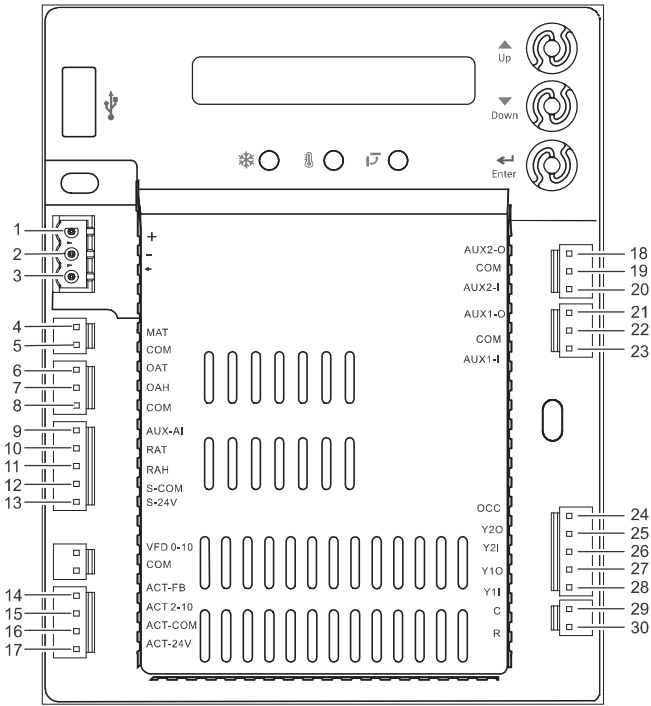 Up
Down
Enter
1
2
3
+
-
4
5
6
7
8
9
10
11
12
13
14
15
16
17
MAT
COM
OAT
OAH
COM
AUX-AI
RAT
RAH
S-COM
S-24V
VFD 0-10
COM
ACT-FB
ACT 2-10
ACT-COM
ACT-24V
AUX2-O
COM
AUX2-I
AUX1-O
COM
AUX1-I
OCC
Y2O
Y2I
Y1O
Y1I
C
R
18
19
20
21
22
23
24
25
26
27
28
29
30